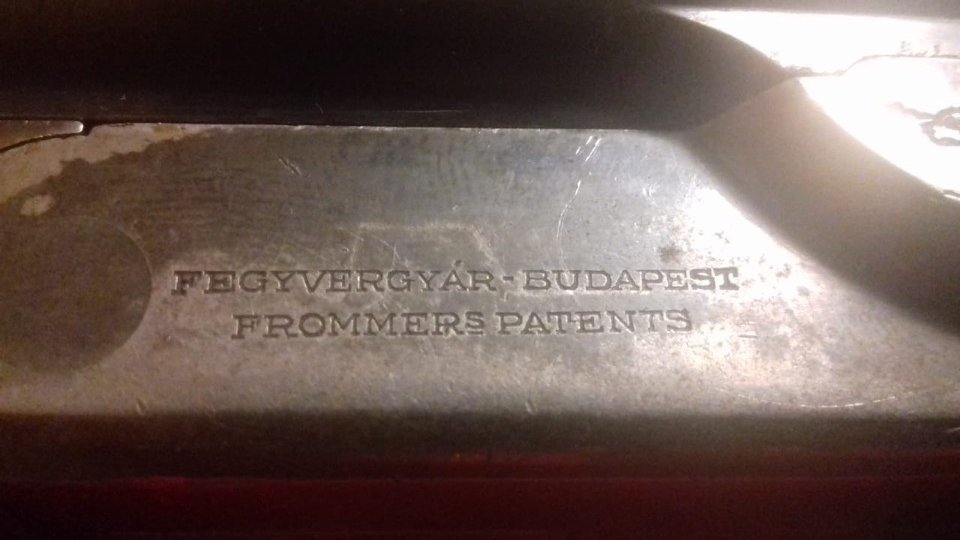 FEGYVERGYÁR-BUDAPEST
FROMMERS PATENTS